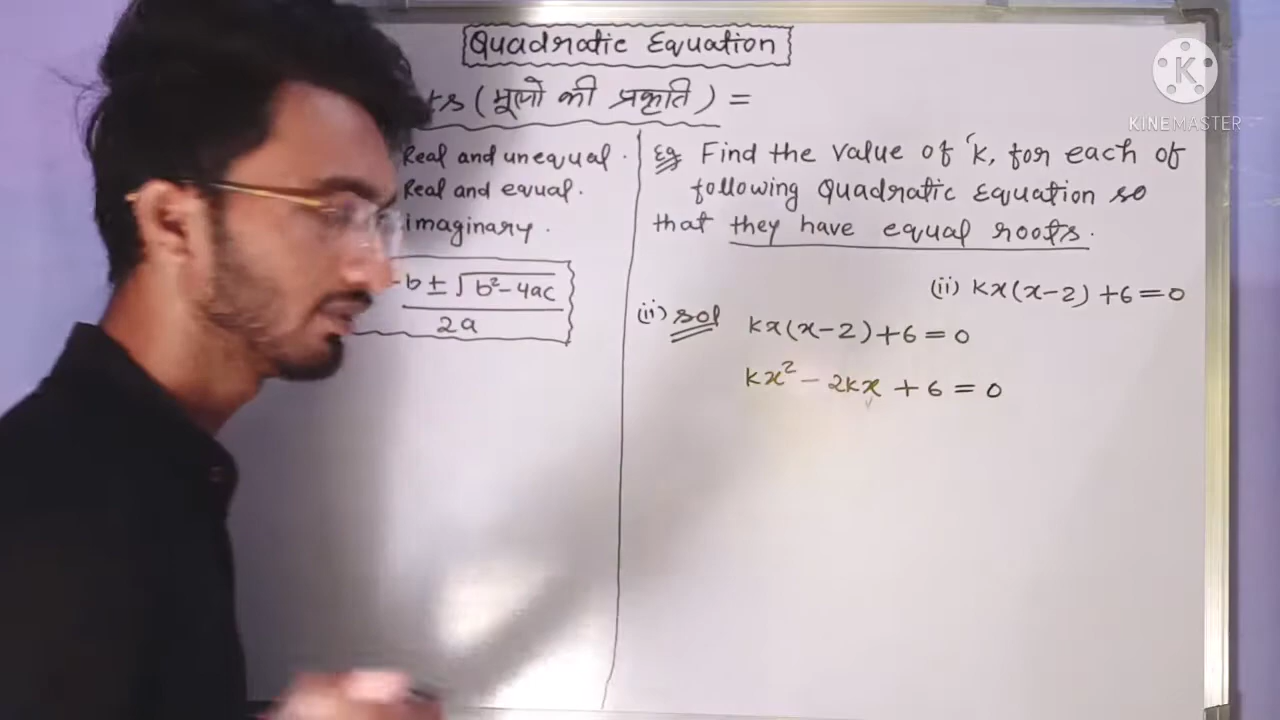 Quadratic Equation
(मूलों की प्रकृति) =
Real and unequal.
Real and equal.
imaginary.
-b ± √b²-4ac
2a
Eg Find the value of 'k, for each of
following Quadratic Equation so
that they have equal roots.
(ii) kx(x-2) +6=0
(ii) sol kx(x-2)+6=0
kx² - 2kx + 6 = 0
KINEMASTER